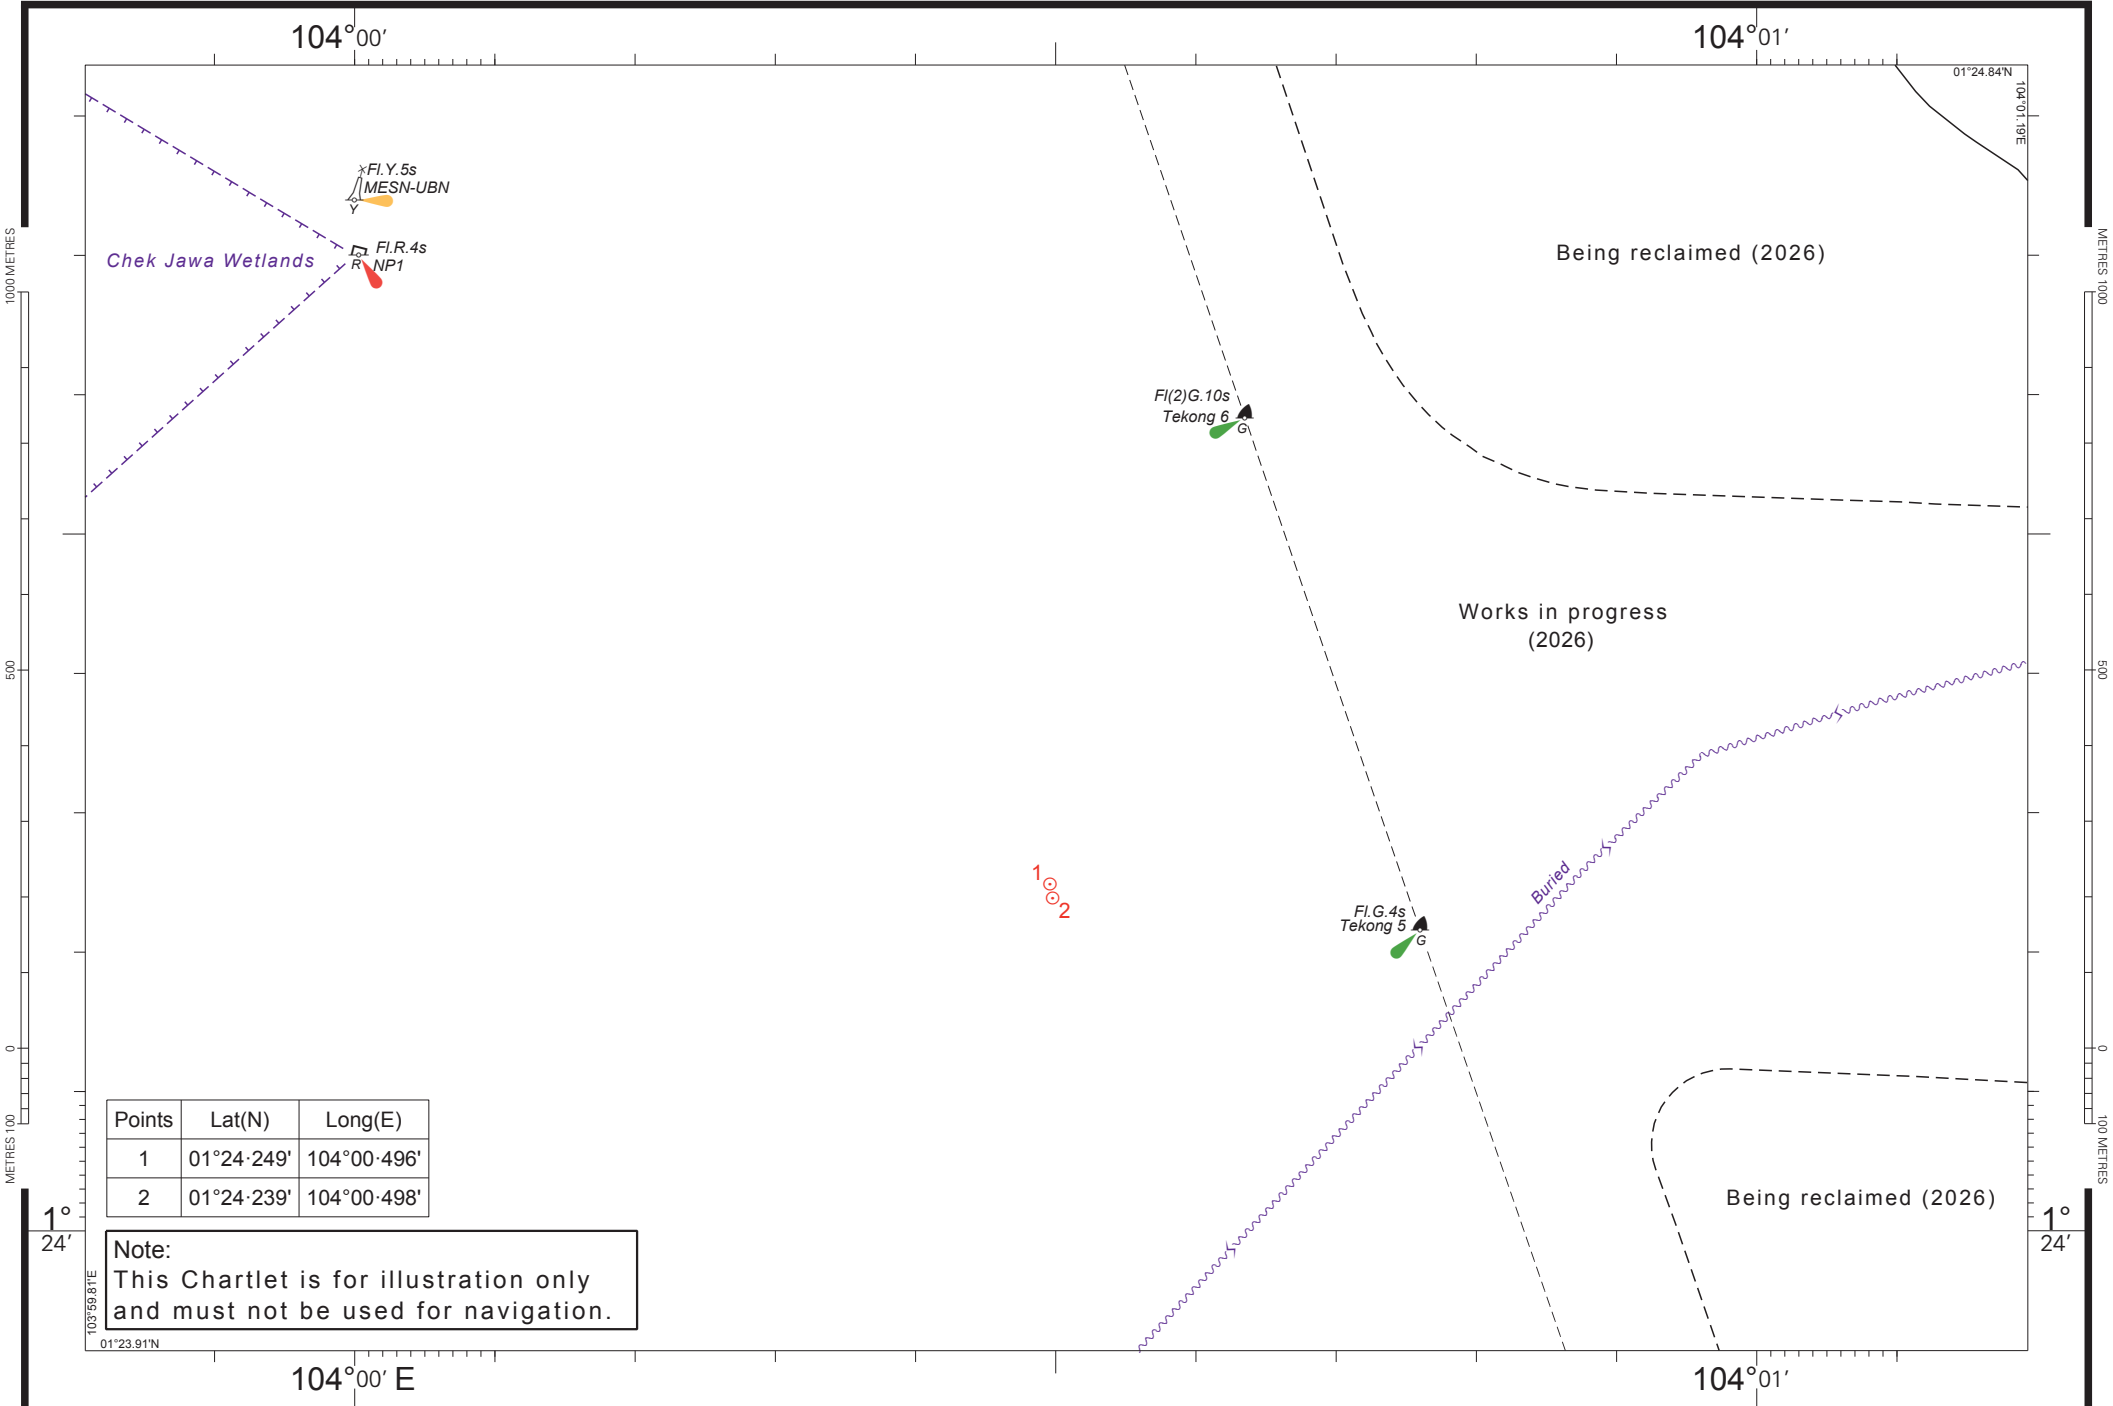 104°00′
104°01′
01°24.84'N
104°01.19'E
Fl.Y.5s
MESN-UBN
Y
Chek Jawa Wetlands
Fl.R.4s
R
NP1
Being reclaimed (2026)
1000 METRES
METRES 1000
Fl(2)G.10s
Tekong 6
G
Works in progress
(2026)
500
500
Buried
1
2
Fl.G.4s
Tekong 5
G
0
0
METRES 100
100 METRES
Points Lat(N) Long(E)
1 01°24·249' 104°00·496'
2 01°24·239' 104°00·498'
Being reclaimed (2026)
1°
24′
1°
24′
Note:
This Chartlet is for illustration only
and must not be used for navigation.
103°59.81'E
01°23.91'N
104°00′ E
104°01′